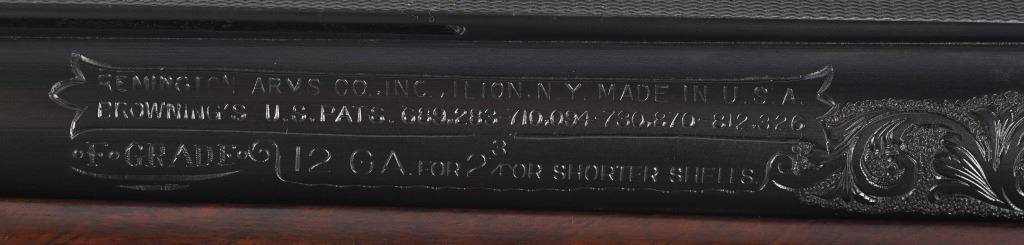 REMINGTON ARMS CO. INC., ILION. N.Y. MADE IN U.S.A.
BROWNING'S U.S. PATS. 689,283-710,094-730,870-812,326
·F·GRADE· 12 GA. FOR 2 3/4 OR SHORTER SHELLS.